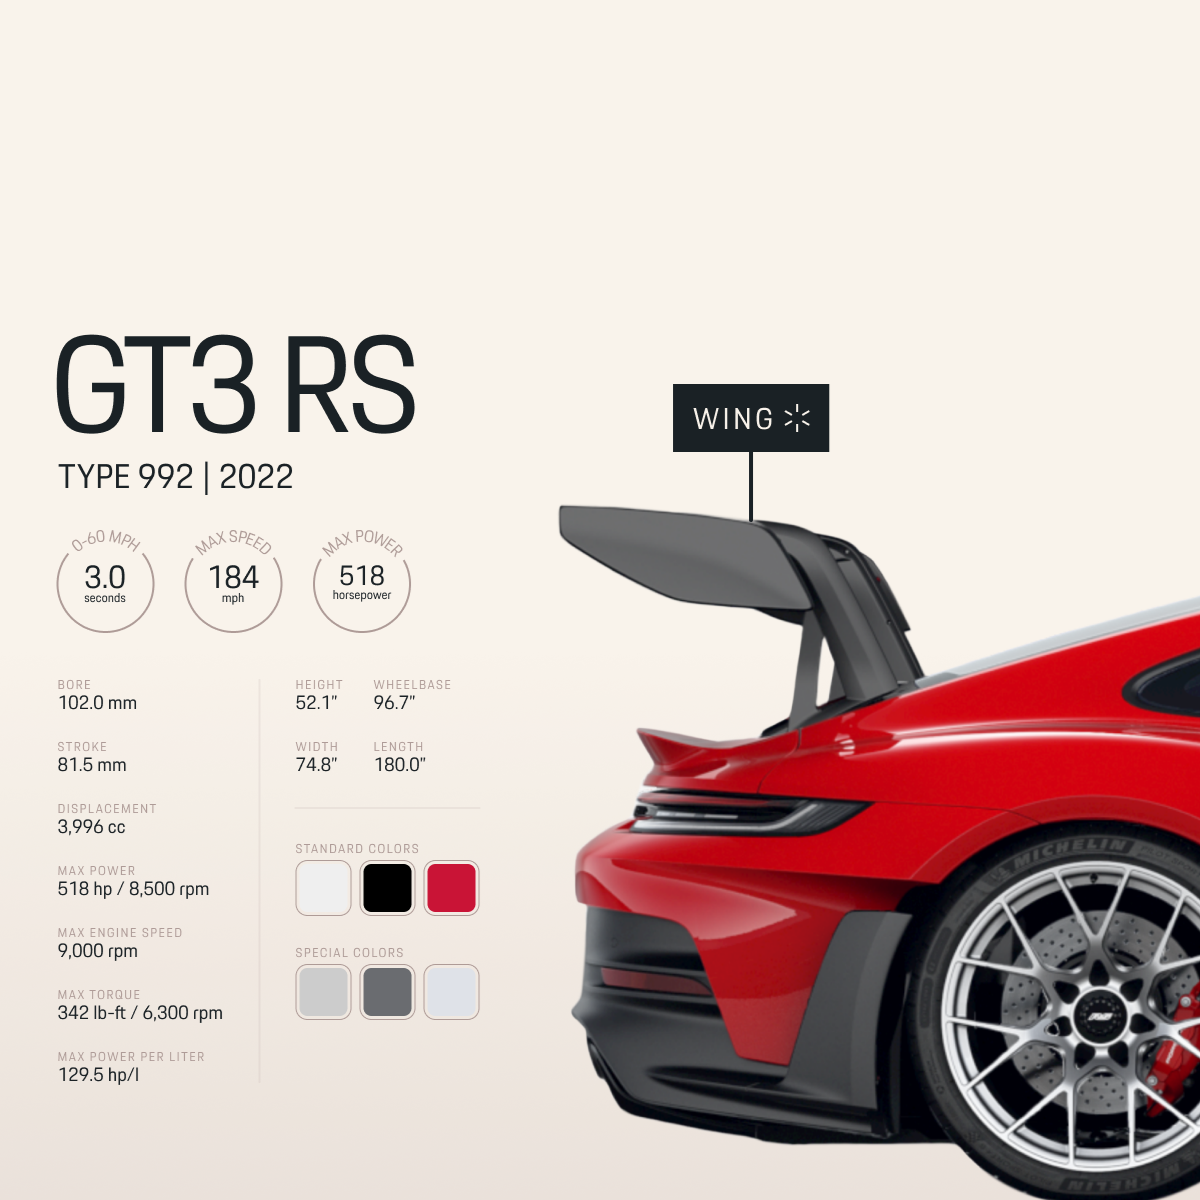 GT3 RS
TYPE 992 | 2022
0-60 MPH
3.0
seconds
MAX SPEED
184
mph
MAX POWER
518
horsepower
WING
BORE
102.0 mm
STROKE
81.5 mm
DISPLACEMENT
3,996 cc
MAX POWER
518 hp / 8,500 rpm
MAX ENGINE SPEED
9,000 rpm
MAX TORQUE
342 lb-ft / 6,300 rpm
MAX POWER PER LITER
129.5 hp/l
HEIGHT
52.1”
WHEELBASE
96.7”
WIDTH
74.8”
LENGTH
180.0”
STANDARD COLORS
SPECIAL COLORS
MICHELIN
MICHELIN